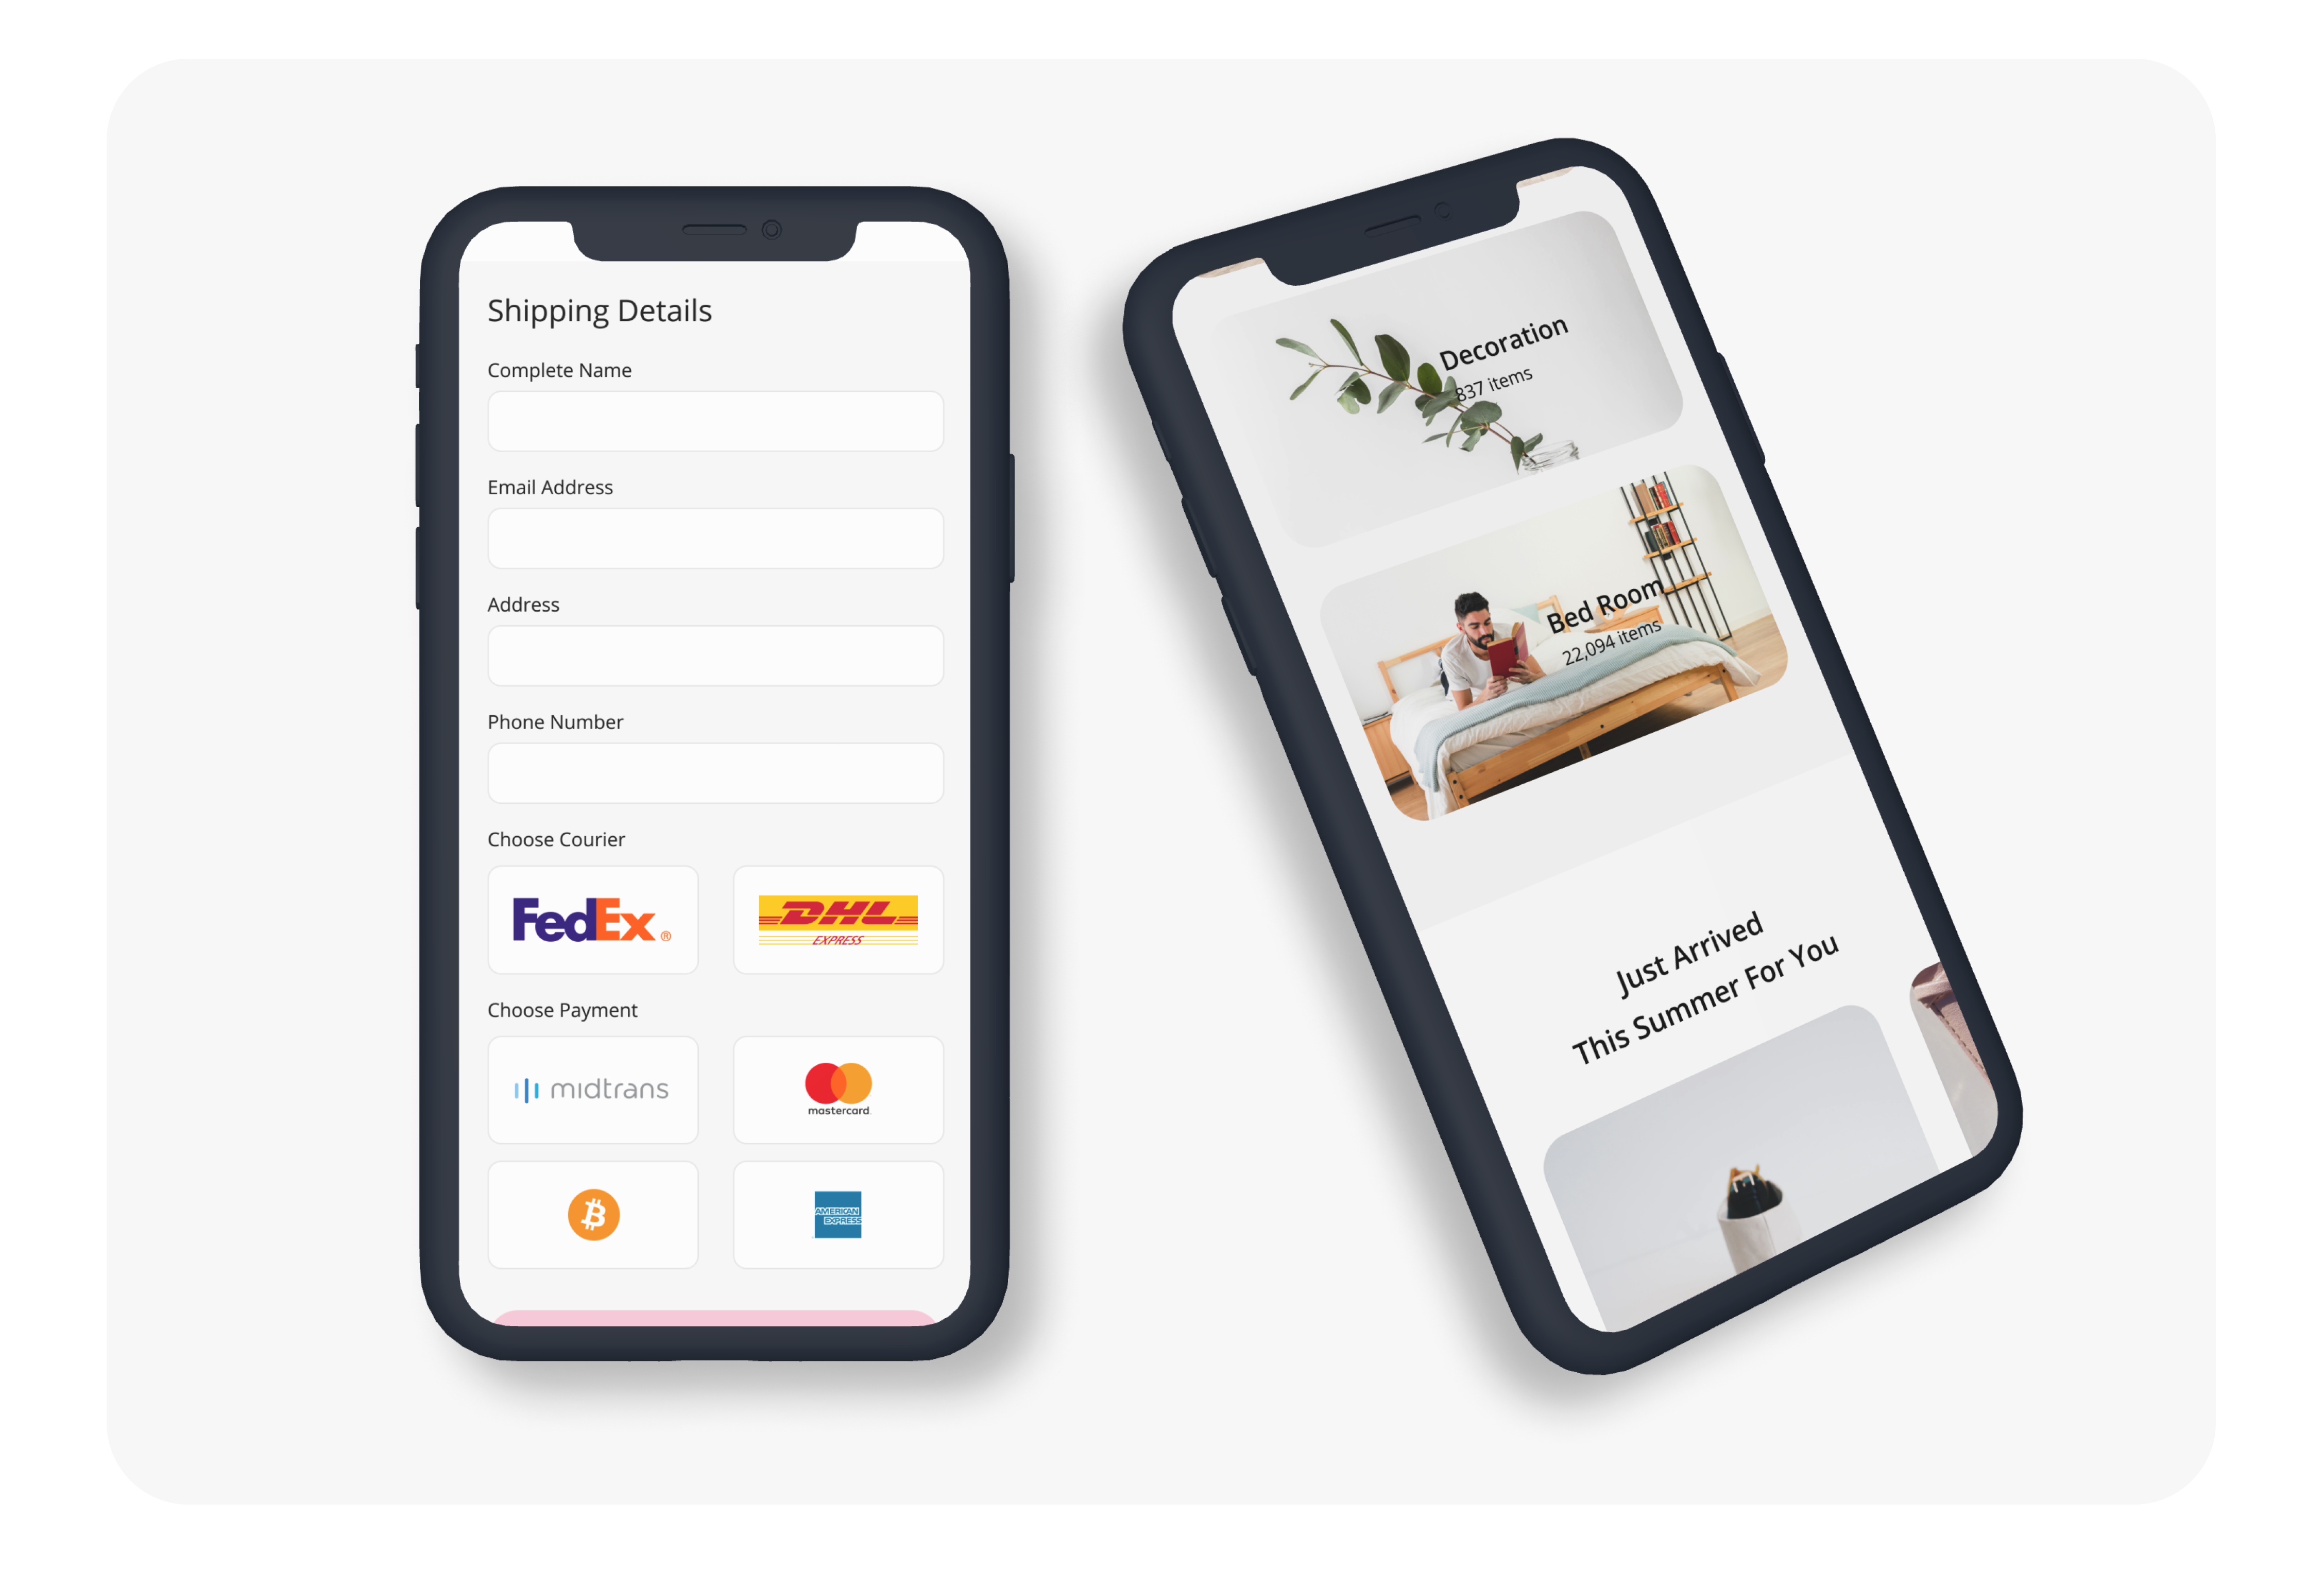 Shipping Details
Complete Name
Email Address
Address
Phone Number
Choose Courier
FedEx ®
DHL
EXPRESS
Choose Payment
midtrans
mastercard.
AMERICAN
EXPRESS
Decoration
837 items
Bed Room
22,094 items
Just Arrived
This Summer For You